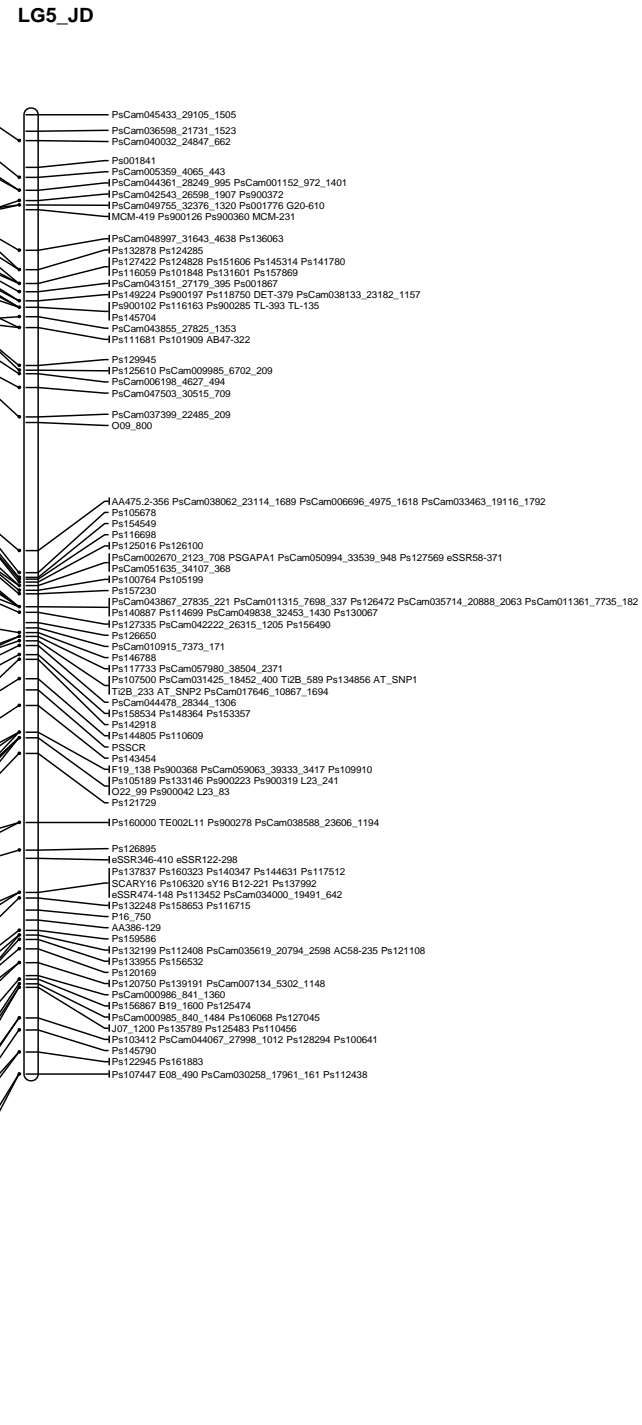 LG5_JD
PsCam045433_29105_1505
PsCam036598_21731_1523
PsCam040032_24847_662
Ps001841
PsCam005359_4065_443
PsCam044361_28249_995 PsCam001152_972_1401
PsCam042543_26598_1907 Ps900372
PsCam049755_32376_1320 Ps001776 G20-610
MCM-419 Ps900126 Ps900360 MCM-231
PsCam048997_31643_4638 Ps136063
Ps132878 Ps124285
Ps127422 Ps124828 Ps151606 Ps145314 Ps141780
Ps116059 Ps101848 Ps131601 Ps157869
PsCam043151_27179_395 Ps001867
Ps149224 Ps900197 Ps118750 DET-379 PsCam038133_23182_1157
Ps900102 Ps116163 Ps900285 TL-393 TL-135
Ps145704
PsCam043855_27825_1353
Ps111681 Ps101909 AB47-322
Ps129945
Ps125610 PsCam009985_6702_209
PsCam006198_4627_494
PsCam047503_30515_709
PsCam037399_22485_209
O09_800
AA475.2-356 PsCam038062_23114_1689 PsCam006696_4975_1618 PsCam033463_19116_1792
Ps105678
Ps154549
Ps116698
Ps125016 Ps126100
PsCam002670_2123_708 PSGAPA1 PsCam050994_33539_948 Ps127569 eSSR58-371
PsCam051635_34107_368
Ps100764 Ps105199
Ps157230
PsCam043867_27835_221 PsCam011315_7698_337 Ps126472 PsCam035714_20888_2063 PsCam011361_7735_182
Ps140887 Ps114699 PsCam049838_32453_1430 Ps130067
Ps127335 PsCam042222_26315_1205 Ps156490
Ps126650
PsCam010915_7373_171
Ps146788
Ps117733 PsCam057980_38504_2371
Ps107500 PsCam031425_18452_400 Ti2B_589 Ps134856 AT_SNP1
Ti2B_233 AT_SNP2 PsCam017646_10867_1694
PsCam044478_28344_1306
Ps158534 Ps148364 Ps153357
Ps142918
Ps144805 Ps110609
PSSCR
Ps143454
F19_138 Ps900368 PsCam059063_39333_3417 Ps109910
Ps105189 Ps133146 Ps900223 Ps900319 L23_241
O22_99 Ps900042 L23_83
Ps121729
Ps160000 TE002L11 Ps900278 PsCam038588_23606_1194
Ps126895
eSSR346-410 eSSR122-298
Ps137837 Ps160323 Ps140347 Ps144631 Ps117512
SCARY16 Ps106320 sY16 B12-221 Ps137992
eSSR474-148 Ps113452 PsCam034000_19491_642
Ps132248 Ps158653 Ps116715
P16_750
AA386-129
Ps159586
Ps132199 Ps112408 PsCam035619_20794_2598 AC58-235 Ps121108
Ps133955 Ps156532
Ps120169
Ps120750 Ps139191 PsCam007134_5302_1148
PsCam000986_841_1360
Ps156867 B19_1600 Ps125474
PsCam000985_840_1484 Ps106068 Ps127045
J07_1200 Ps135789 Ps125483 Ps110456
Ps103412 PsCam044067_27998_1012 Ps128294 Ps100641
Ps145790
Ps122945 Ps161883
Ps107447 E08_490 PsCam030258_17961_161 Ps112438